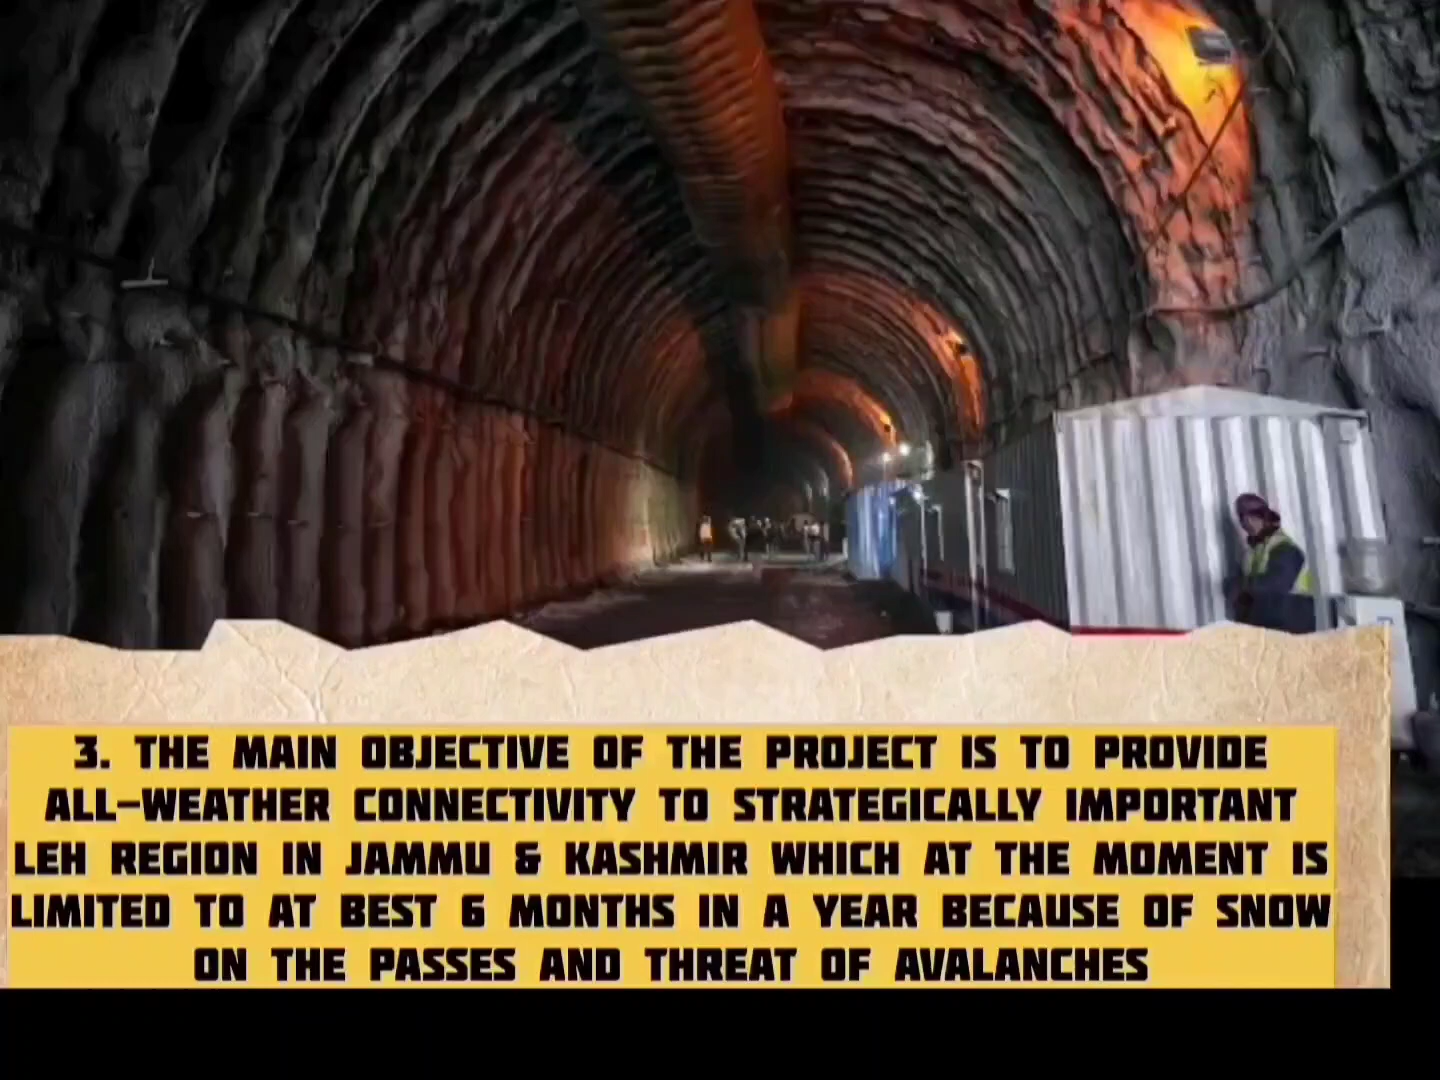 3. THE MAIN OBJECTIVE OF THE PROJECT IS TO PROVIDE
ALL-WEATHER CONNECTIVITY TO STRATEGICALLY IMPORTANT
LEH REGION IN JAMMU & KASHMIR WHICH AT THE MOMENT IS
LIMITED TO AT BEST 6 MONTHS IN A YEAR BECAUSE OF SNOW
ON THE PASSES AND THREAT OF AVALANCHES